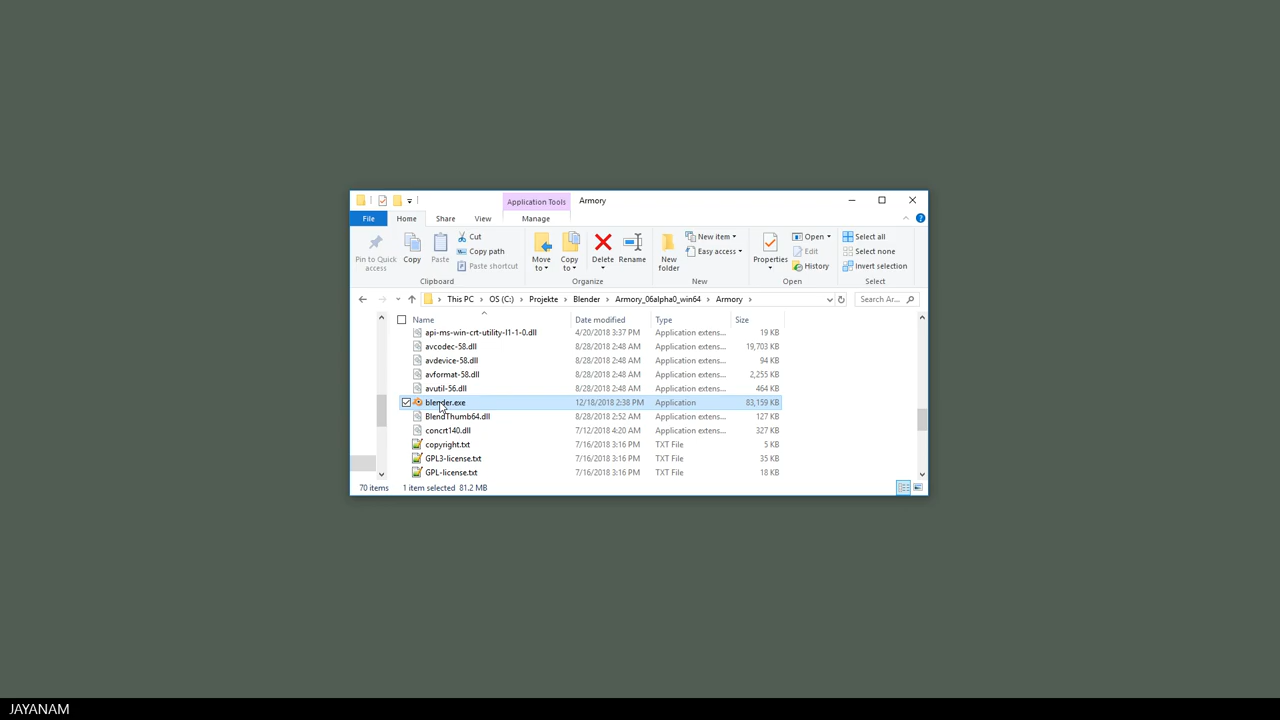 Application Tools Armory
File Home Share View Manage
Pin to Quick access
Copy
Paste
Cut
Copy path
Paste shortcut
Clipboard
Move to
Copy to
Delete
Rename
Organize
New folder
New item
Easy access
New
Properties
Open
Edit
History
Open
Select all
Select none
Invert selection
Select
This PC > OS (C:) > Projekte > Blender > Armory_06alpha0_win64 > Armory > Search Ar...
Name Date modified Type Size
api-ms-win-crt-utility-l1-1-0.dll 4/20/2018 3:37 PM Application extens... 19 KB
avcodec-58.dll 8/28/2018 2:48 AM Application extens... 19,703 KB
avdevice-58.dll 8/28/2018 2:48 AM Application extens... 94 KB
avformat-58.dll 8/28/2018 2:48 AM Application extens... 2,255 KB
avutil-56.dll 8/28/2018 2:48 AM Application extens... 464 KB
blender.exe 12/18/2018 2:38 PM Application 83,159 KB
BlendThumb64.dll 8/28/2018 2:52 AM Application extens... 127 KB
concrt140.dll 7/12/2018 4:20 AM Application extens... 327 KB
copyright.txt 7/16/2018 3:16 PM TXT File 5 KB
GPL3-license.txt 7/16/2018 3:16 PM TXT File 35 KB
GPL-license.txt 7/16/2018 3:16 PM TXT File 18 KB
70 items 1 item selected 81.2 MB
JAYANAM